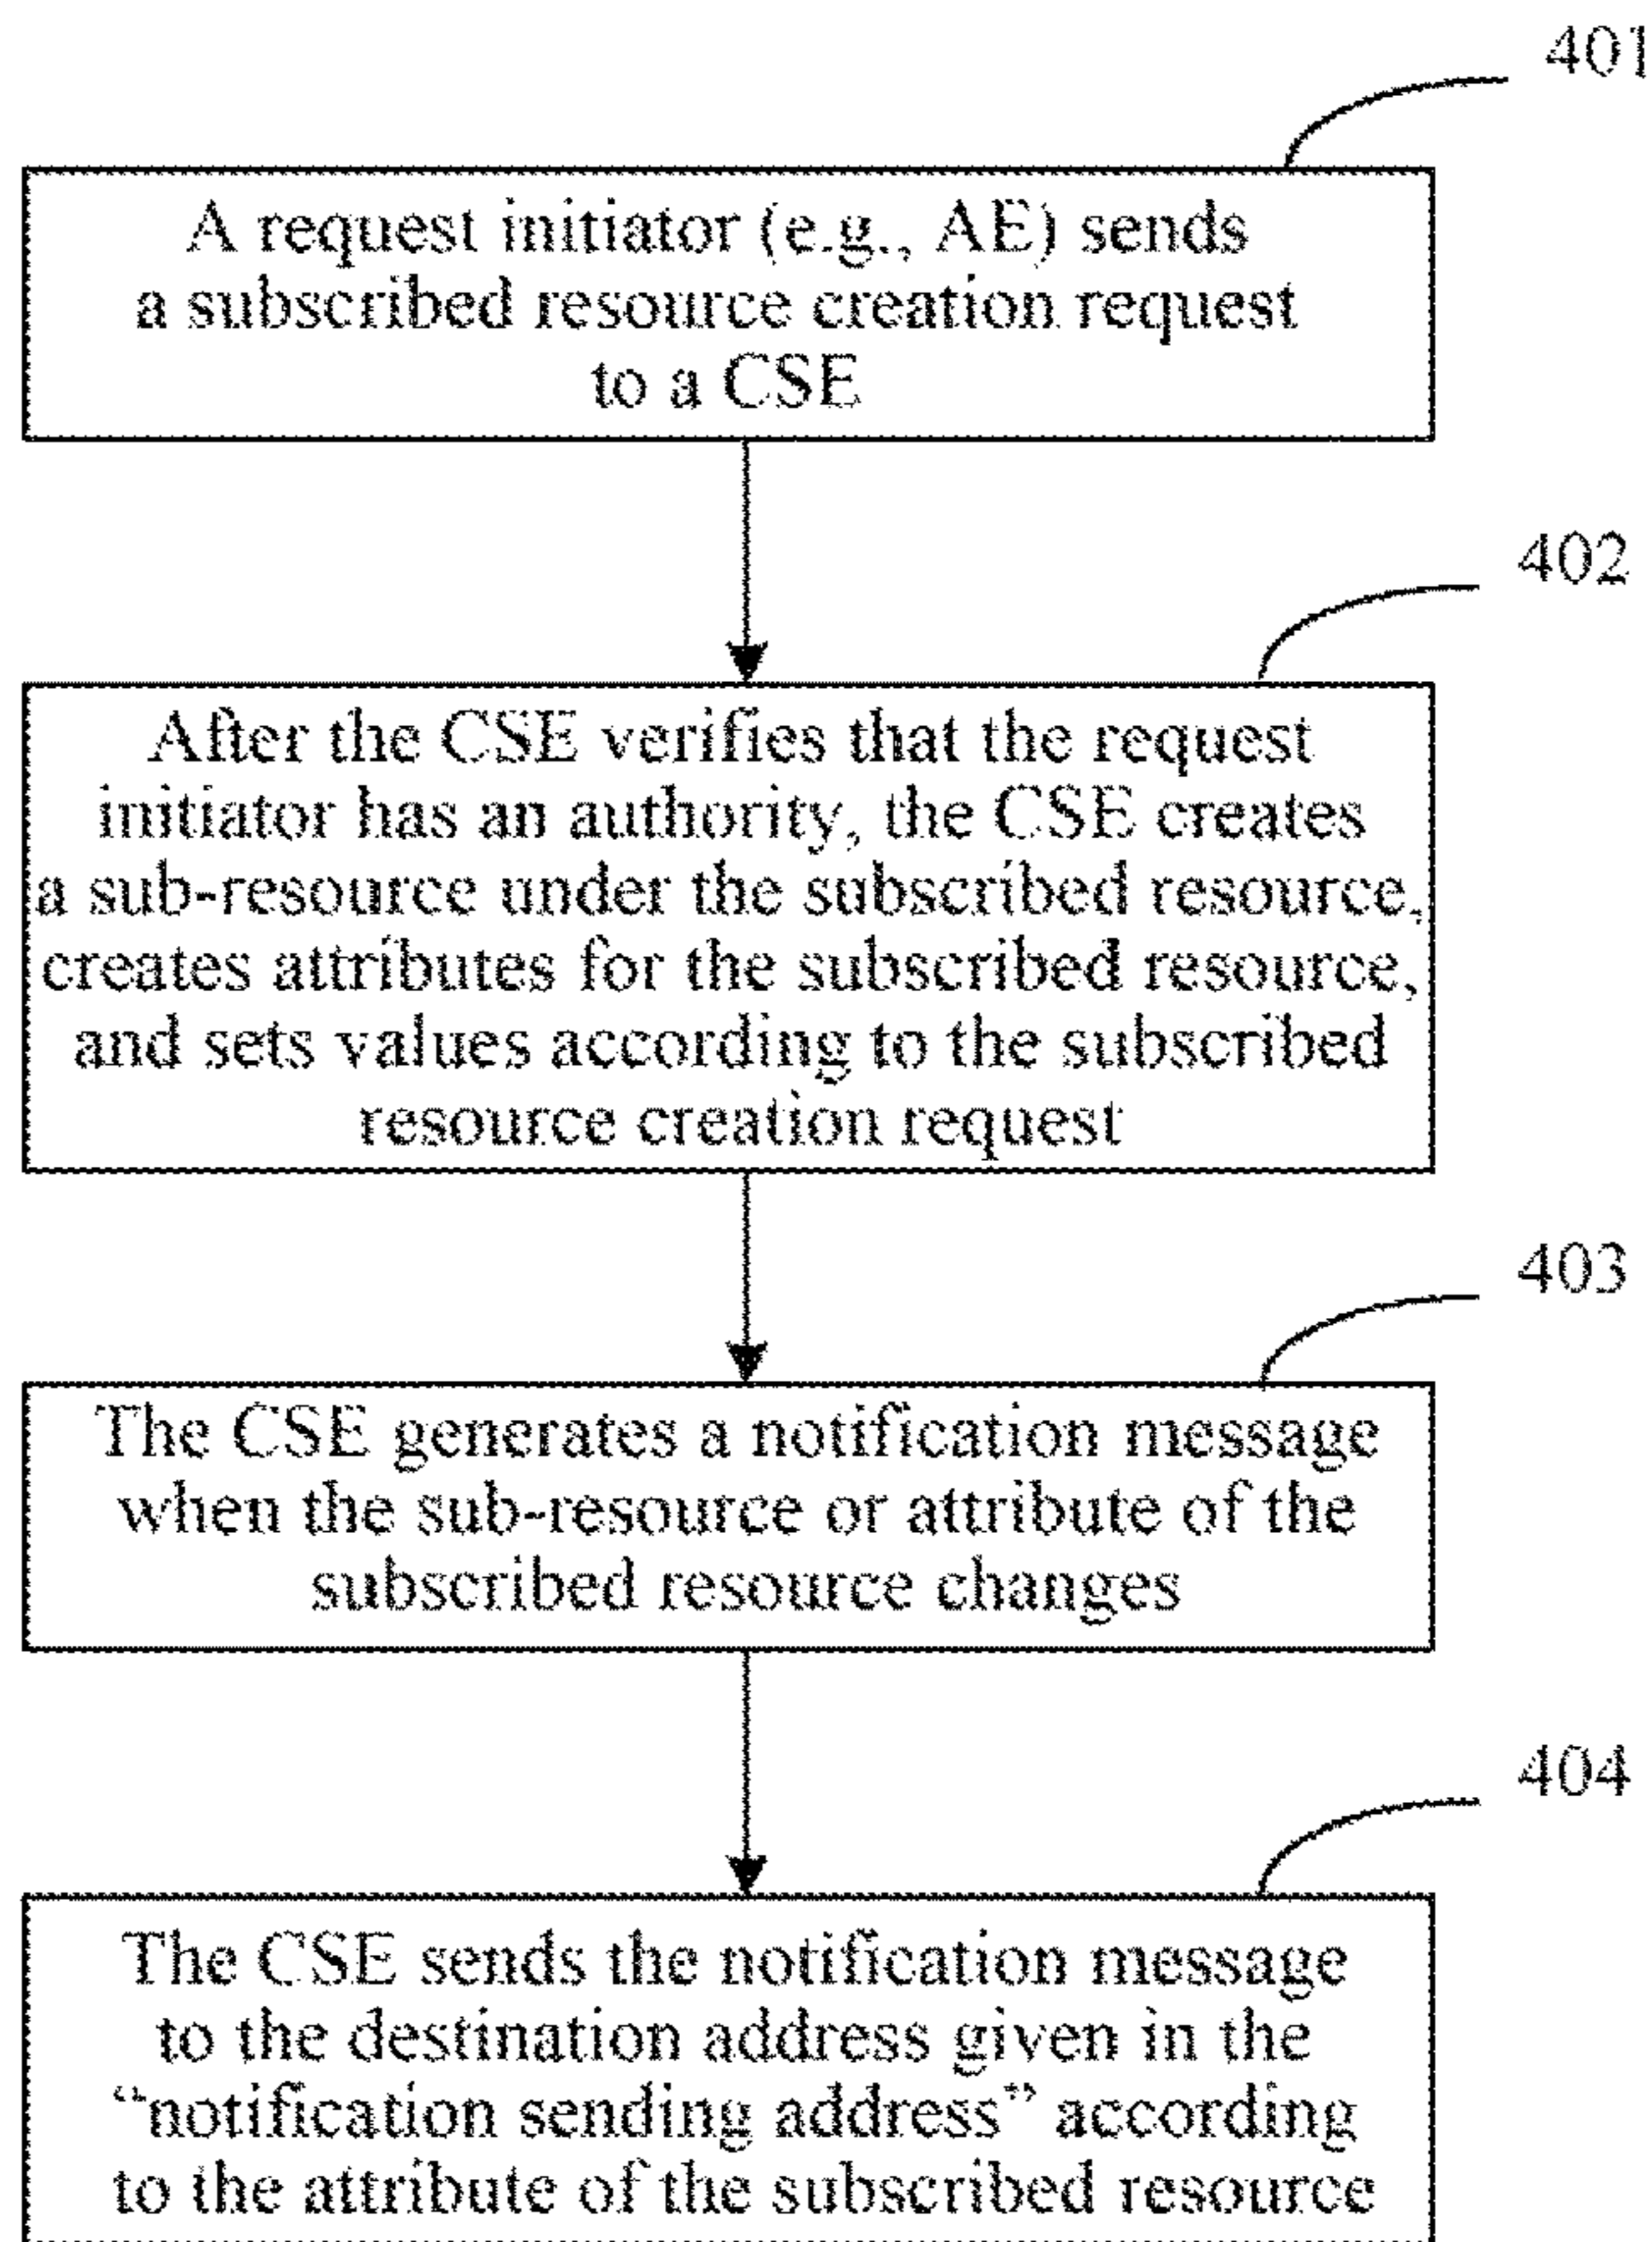 401
A request initiator (e.g., AE) sends
a subscribed resource creation request
to a CSE
402
After the CSE verifies that the request
initiator has an authority, the CSE creates
a sub-resource under the subscribed resource,
creates attributes for the subscribed resource,
and sets values according to the subscribed
resource creation request
403
The CSE generates a notification message
when the sub-resource or attribute of the
subscribed resource changes
404
The CSE sends the notification message
to the destination address given in the
“notification sending address” according
to the attribute of the subscribed resource